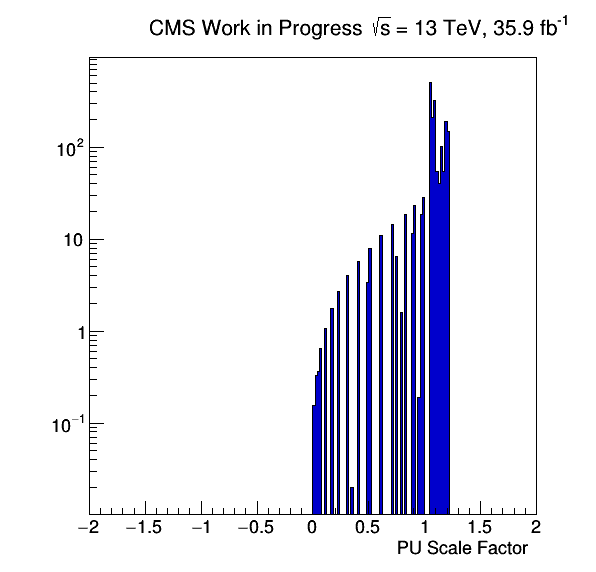 CMS Work in Progress √s = 13 TeV, 35.9 fb⁻¹
10²
10
1
10⁻¹
−2 −1.5 −1 −0.5 0 0.5 1 1.5 2
PU Scale Factor